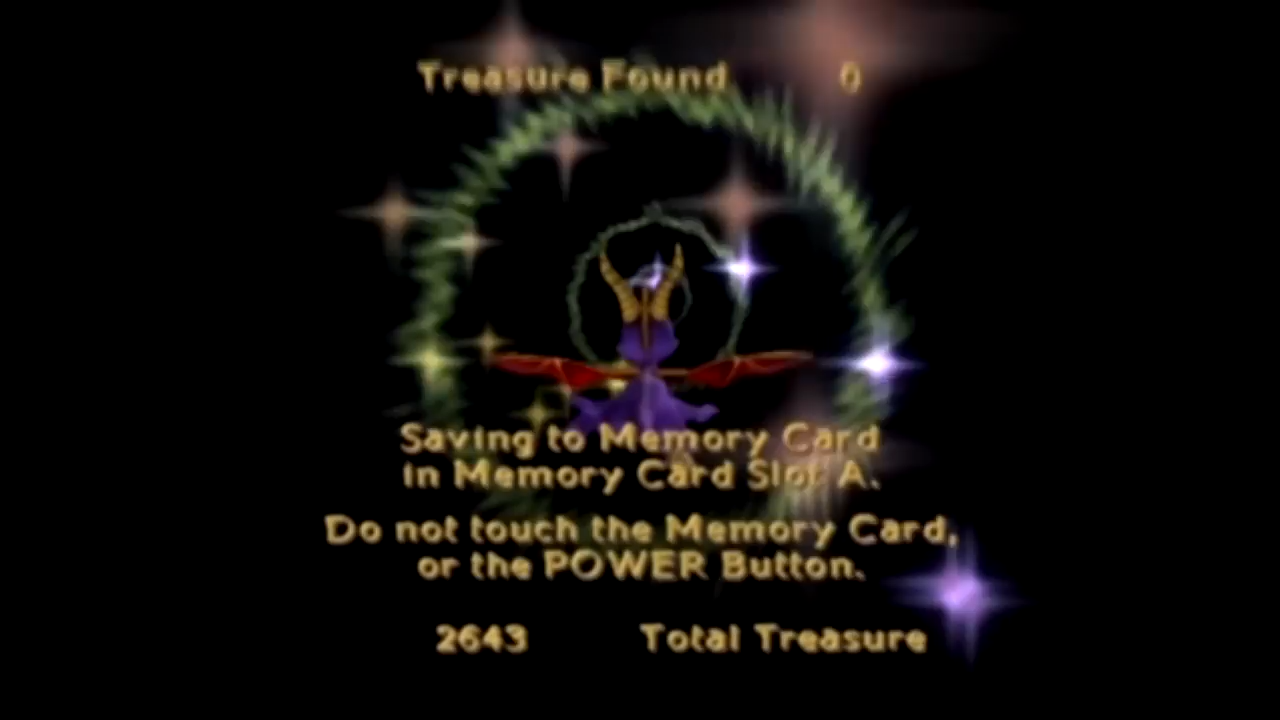 Treasure Found 0
Saving to Memory Card
in Memory Card Slot A.
Do not touch the Memory Card,
or the POWER Button.
2643 Total Treasure